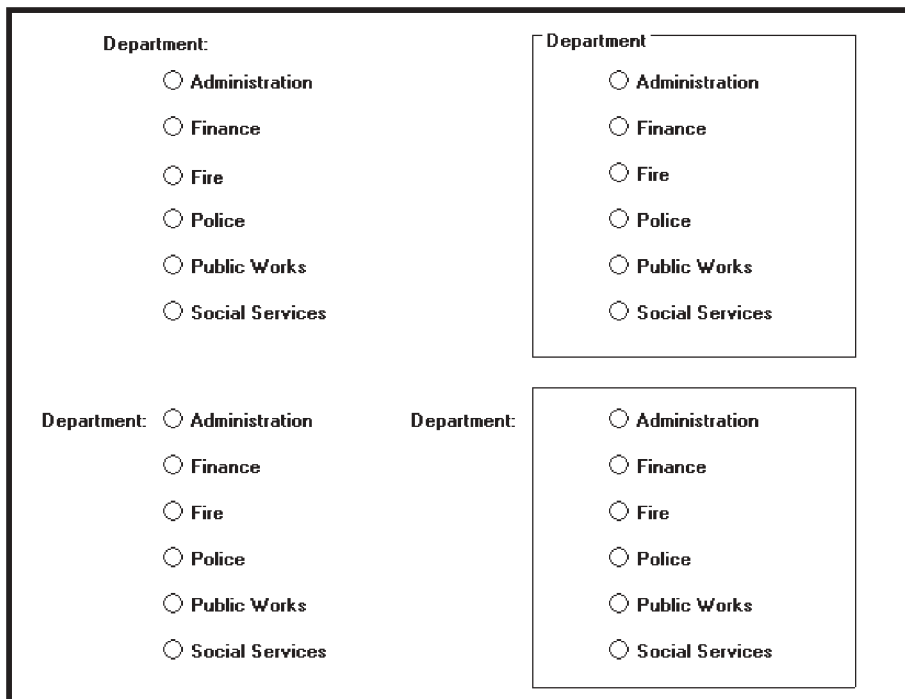 Department:
Administration
Finance
Fire
Police
Public Works
Social Services
Department
Administration
Finance
Fire
Police
Public Works
Social Services
Department: Administration
Finance
Fire
Police
Public Works
Social Services
Department: Administration
Finance
Fire
Police
Public Works
Social Services